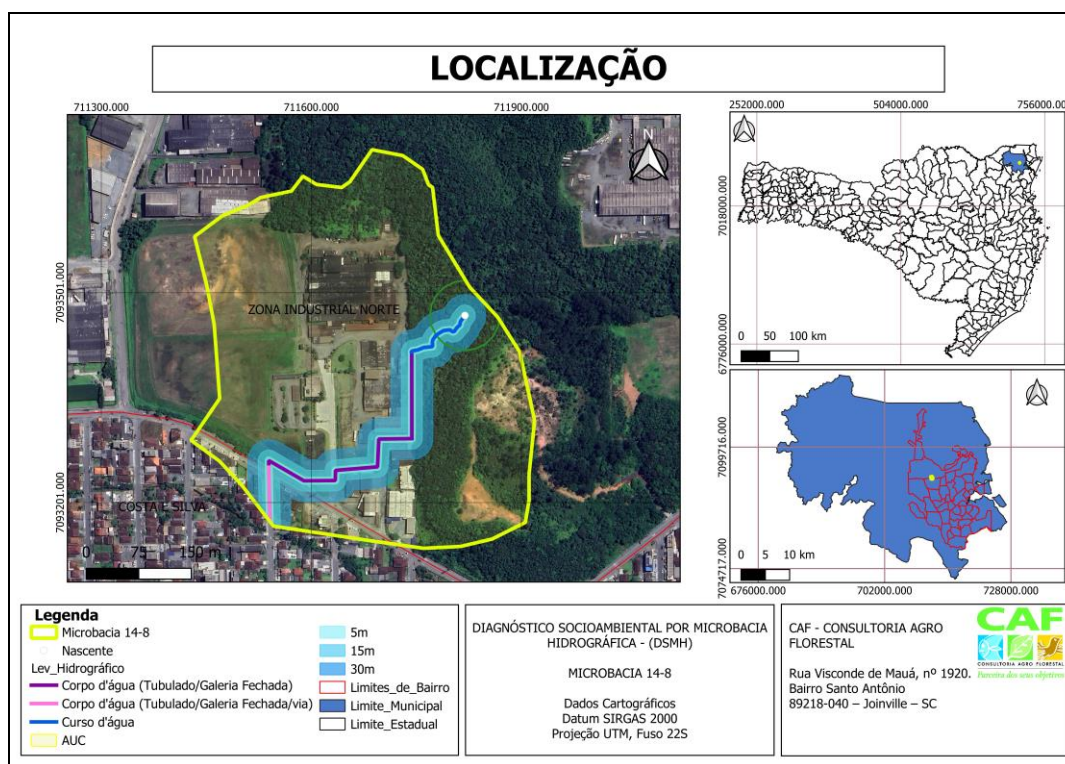 LOCALIZAÇÃO
711300.000
711600.000
711900.000
7093501.000
7093201.000
N
ZONA INDUSTRIAL NORTE
COSTA E SILVA
0 75 150 m
252000.000
504000.000
756000.000
7018000.000
6776000.000
0 50 100 km
7099716.000
7074717.000
0 5 10 km
676000.000
702000.000
728000.000
Legenda
Microbacia 14-8
Nascente
Lev_Hidrográfico
Corpo d'água (Tubulado/Galeria Fechada)
Corpo d'água (Tubulado/Galeria Fechada/via)
Curso d'água
AUC
5m
15m
30m
Limites_de_Bairro
Limite_Municipal
Limite_Estadual
DIAGNÓSTICO SOCIOAMBIENTAL POR MICROBACIA
HIDROGRÁFICA - (DSMH)
MICROBACIA 14-8
Dados Cartográficos
Datum SIRGAS 2000
Projeção UTM, Fuso 22S
CAF - CONSULTORIA AGRO
FLORESTAL
Rua Visconde de Mauá, nº 1920.
Bairro Santo Antônio
89218-040 – Joinville – SC
CAF
CONSULTORIA AGRO FLORESTAL
Parceira dos seus objetivos